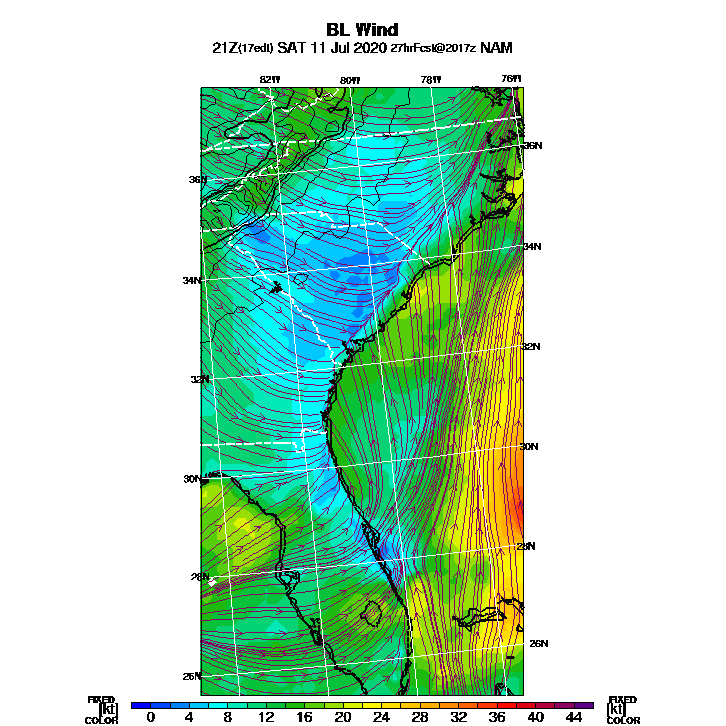 BL Wind
21Z(17edt) SAT 11 Jul 2020 27hrFcst@2017z NAM
82W 80W 78W 76W
36N
36N
34N
34N
32N
32N
30N
30N
28N
28N
26N
26N
FIXED FIXED
[kt] 0 4 8 12 16 20 24 28 32 36 40 44 [kt]
COLOR COLOR